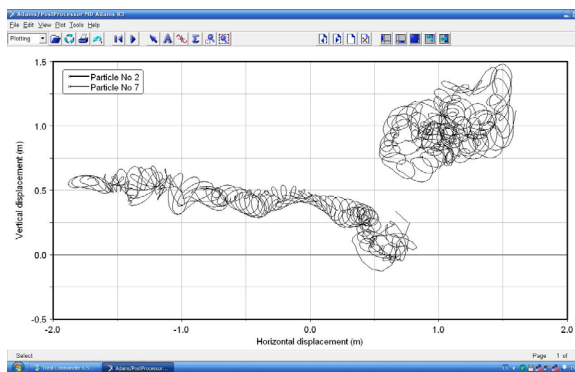 Adams/PostProcessor MD Adams R3
File Edit View Plot Tools Help
Plotting
1.5
Particle No 2
Particle No 7
1.0
0.5
0.0
-0.5
Vertical displacement (m)
-2.0 -1.0 0.0 1.0 2.0
Horizontal displacement (m)
Select Page 1 of
Total Commander 6.5... Adams/PostProcessor...